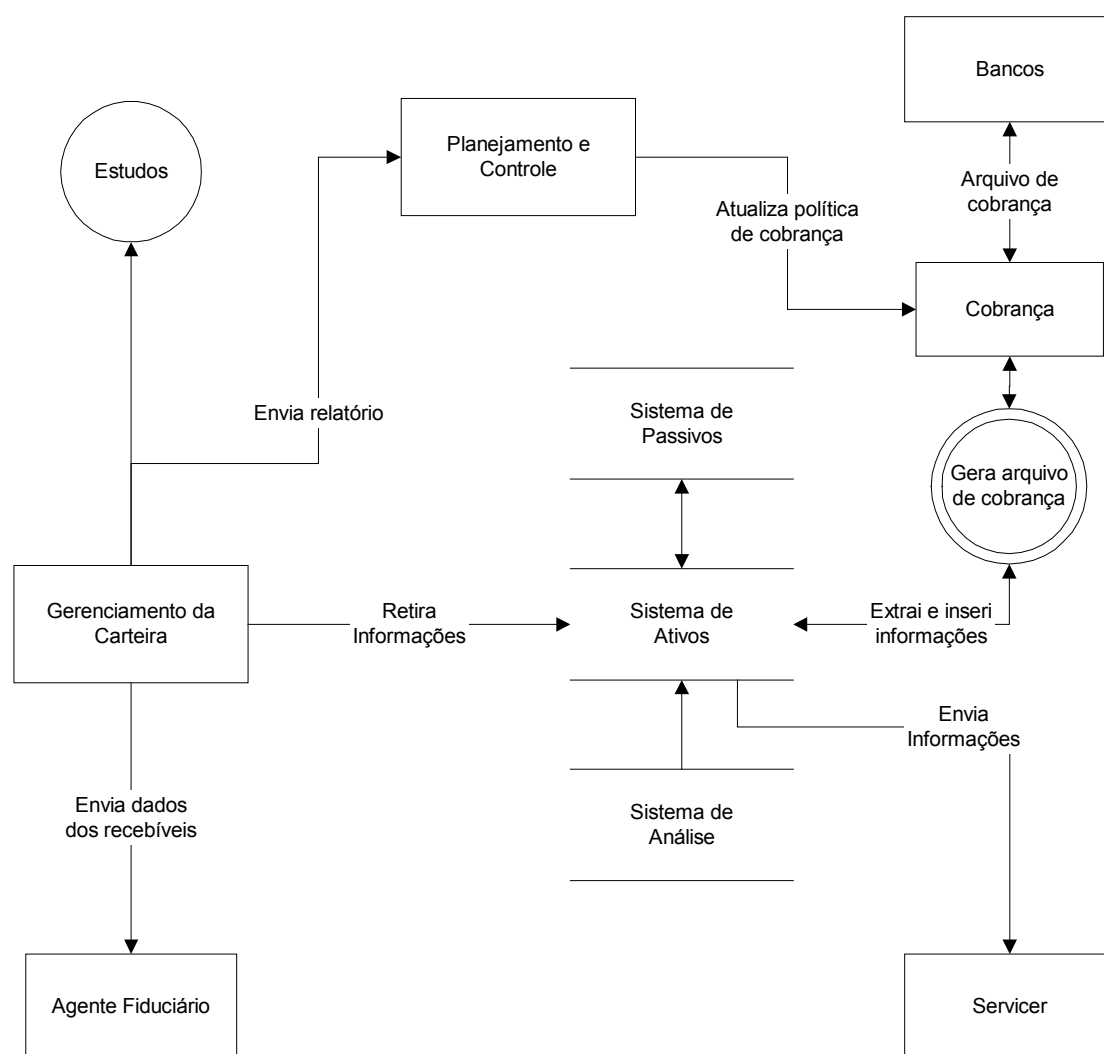 Bancos
Estudos
Planejamento e
Controle
Arquivo de
cobrança
Atualiza política
de cobrança
Cobrança
Envia relatório
Sistema de
Passivos
Gera arquivo
de cobrança
Gerenciamento da
Carteira
Retira
Informações
Sistema de
Ativos
Extrai e inseri
informações
Envia
Informações
Envia dados
dos recebíveis
Sistema de
Análise
Agente Fiduciário
Servicer